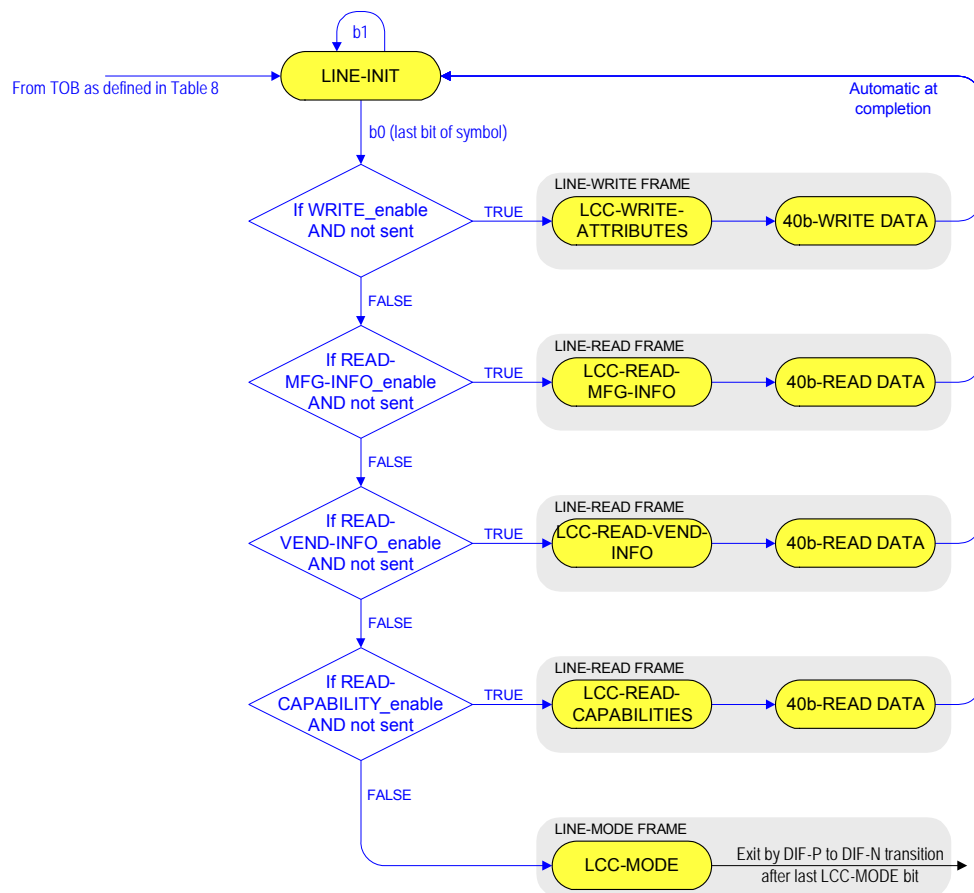 b1
LINE-INIT
From TOB as defined in Table 8
Automatic at
completion
b0 (last bit of symbol)
If WRITE_enable
AND not sent
TRUE
LINE-WRITE FRAME
LCC-WRITE-
ATTRIBUTES
40b-WRITE DATA
FALSE
If READ-
MFG-INFO_enable
AND not sent
TRUE
LINE-READ FRAME
LCC-READ-
MFG-INFO
40b-READ DATA
FALSE
If READ-
VEND-INFO_enable
AND not sent
TRUE
LINE-READ FRAME
LCC-READ-VEND-
INFO
40b-READ DATA
FALSE
If READ-
CAPABILITY_enable
AND not sent
TRUE
LINE-READ FRAME
LCC-READ-
CAPABILITIES
40b-READ DATA
FALSE
LINE-MODE FRAME
LCC-MODE
Exit by DIF-P to DIF-N transition
after last LCC-MODE bit